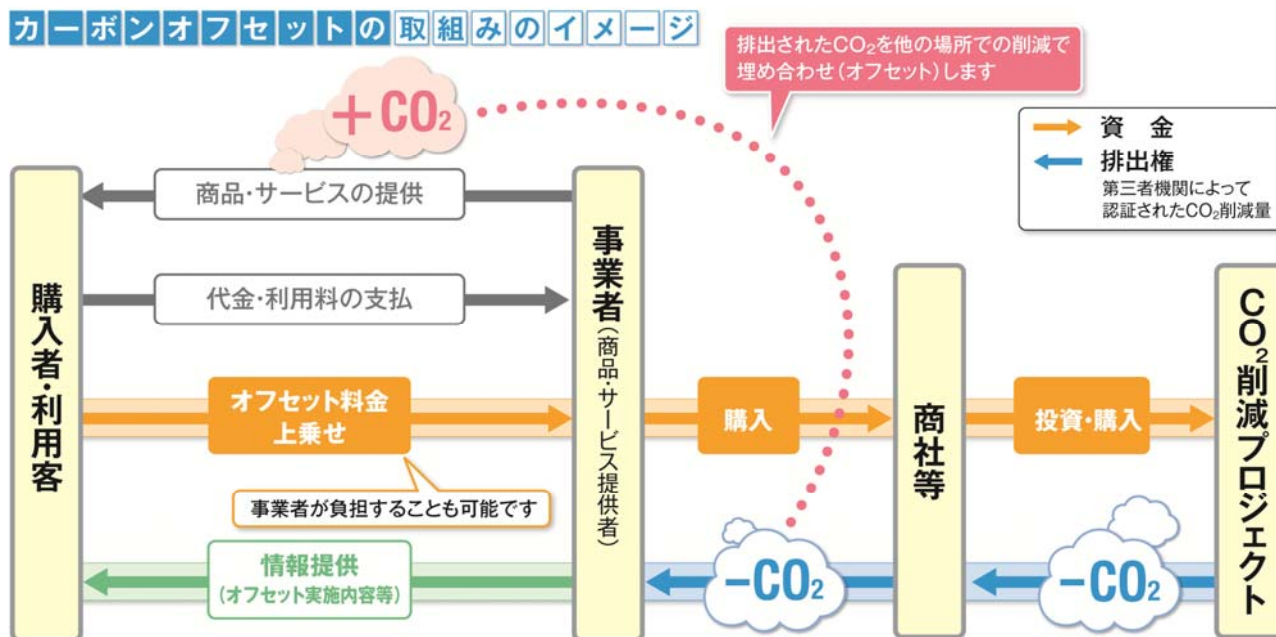 カーボンオフセットの取組みのイメージ
排出されたCO₂を他の場所での削減で
埋め合わせ(オフセット)します
資　金
排出権
第三者機関によって
認証されたCO₂削減量
+CO₂
購入者・利用客
商品・サービスの提供
代金・利用料の支払
オフセット料金
上乗せ
事業者が負担することも可能です
情報提供
(オフセット実施内容等)
事業者(商品・サービス提供者)
購入
-CO₂
商社等
投資・購入
-CO₂
CO₂削減プロジェクト